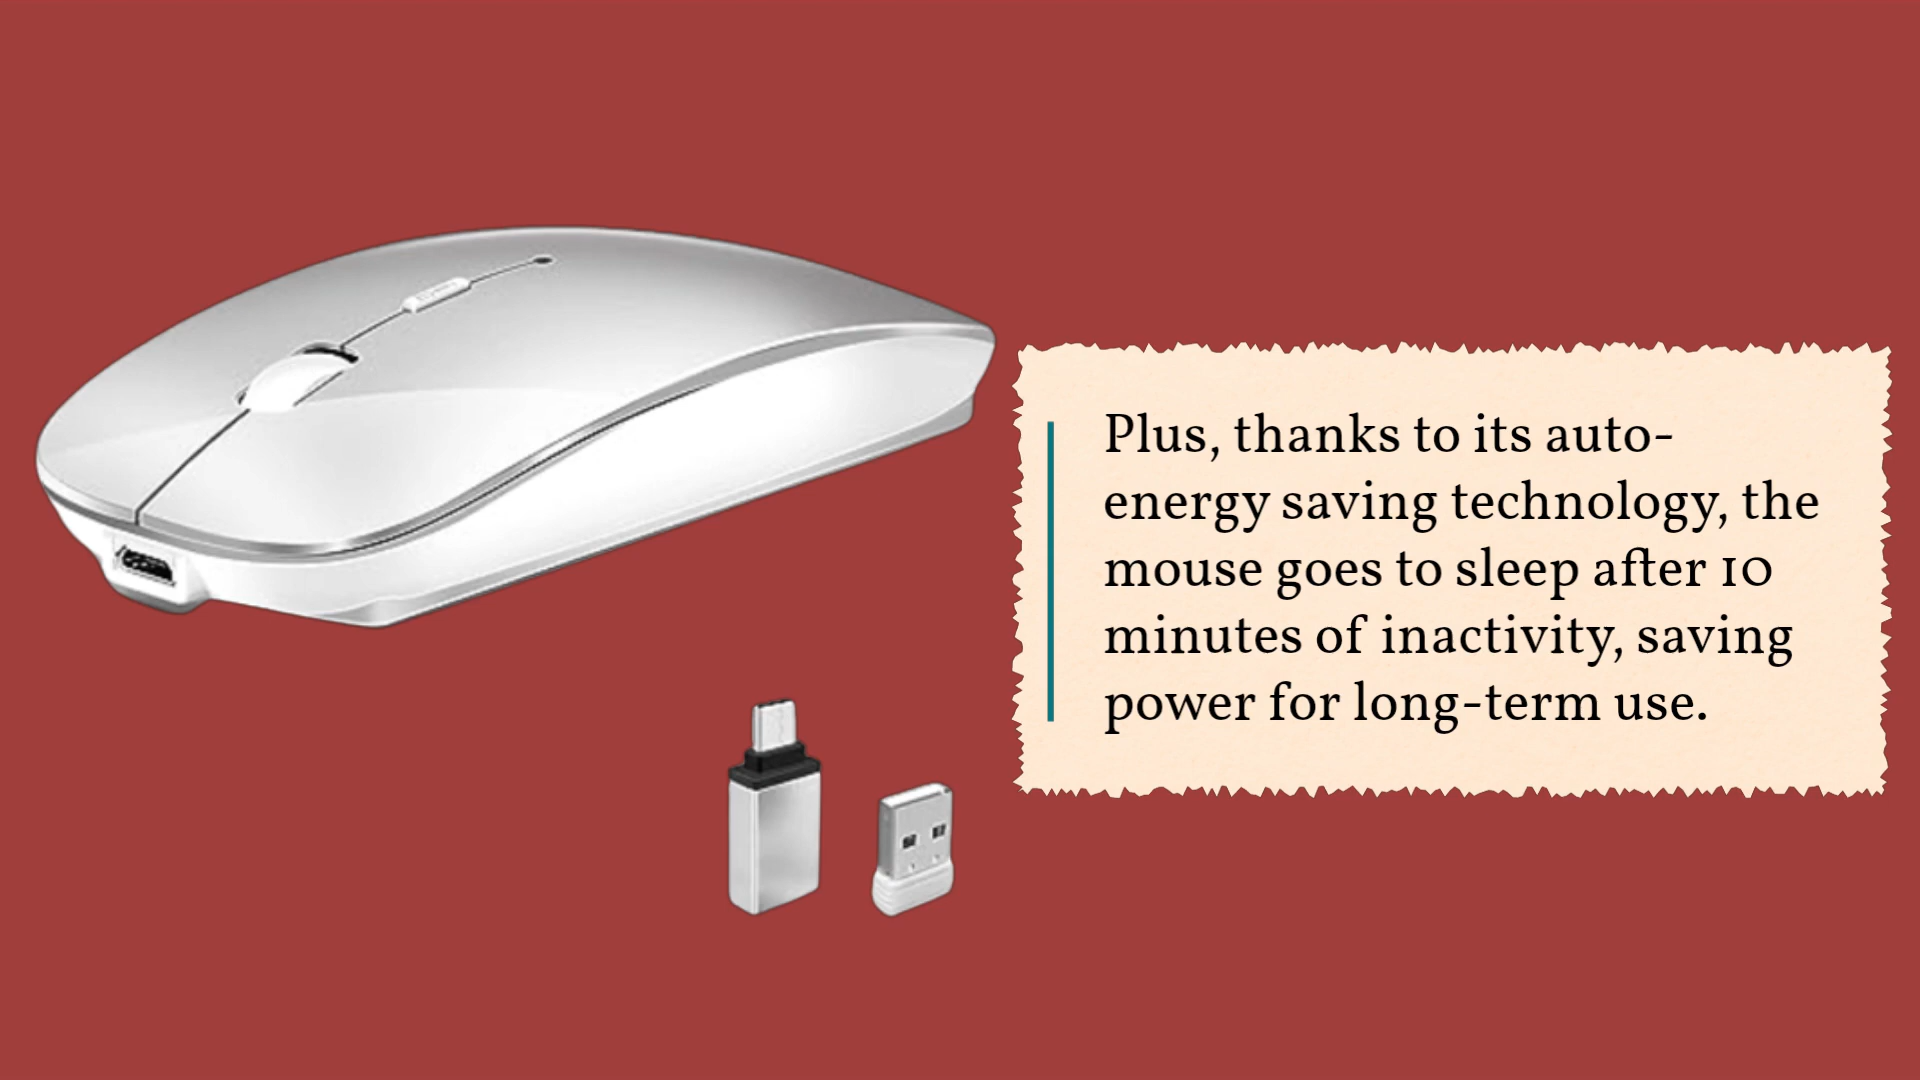 Plus, thanks to its auto-
energy saving technology, the
mouse goes to sleep after 10
minutes of inactivity, saving
power for long-term use.